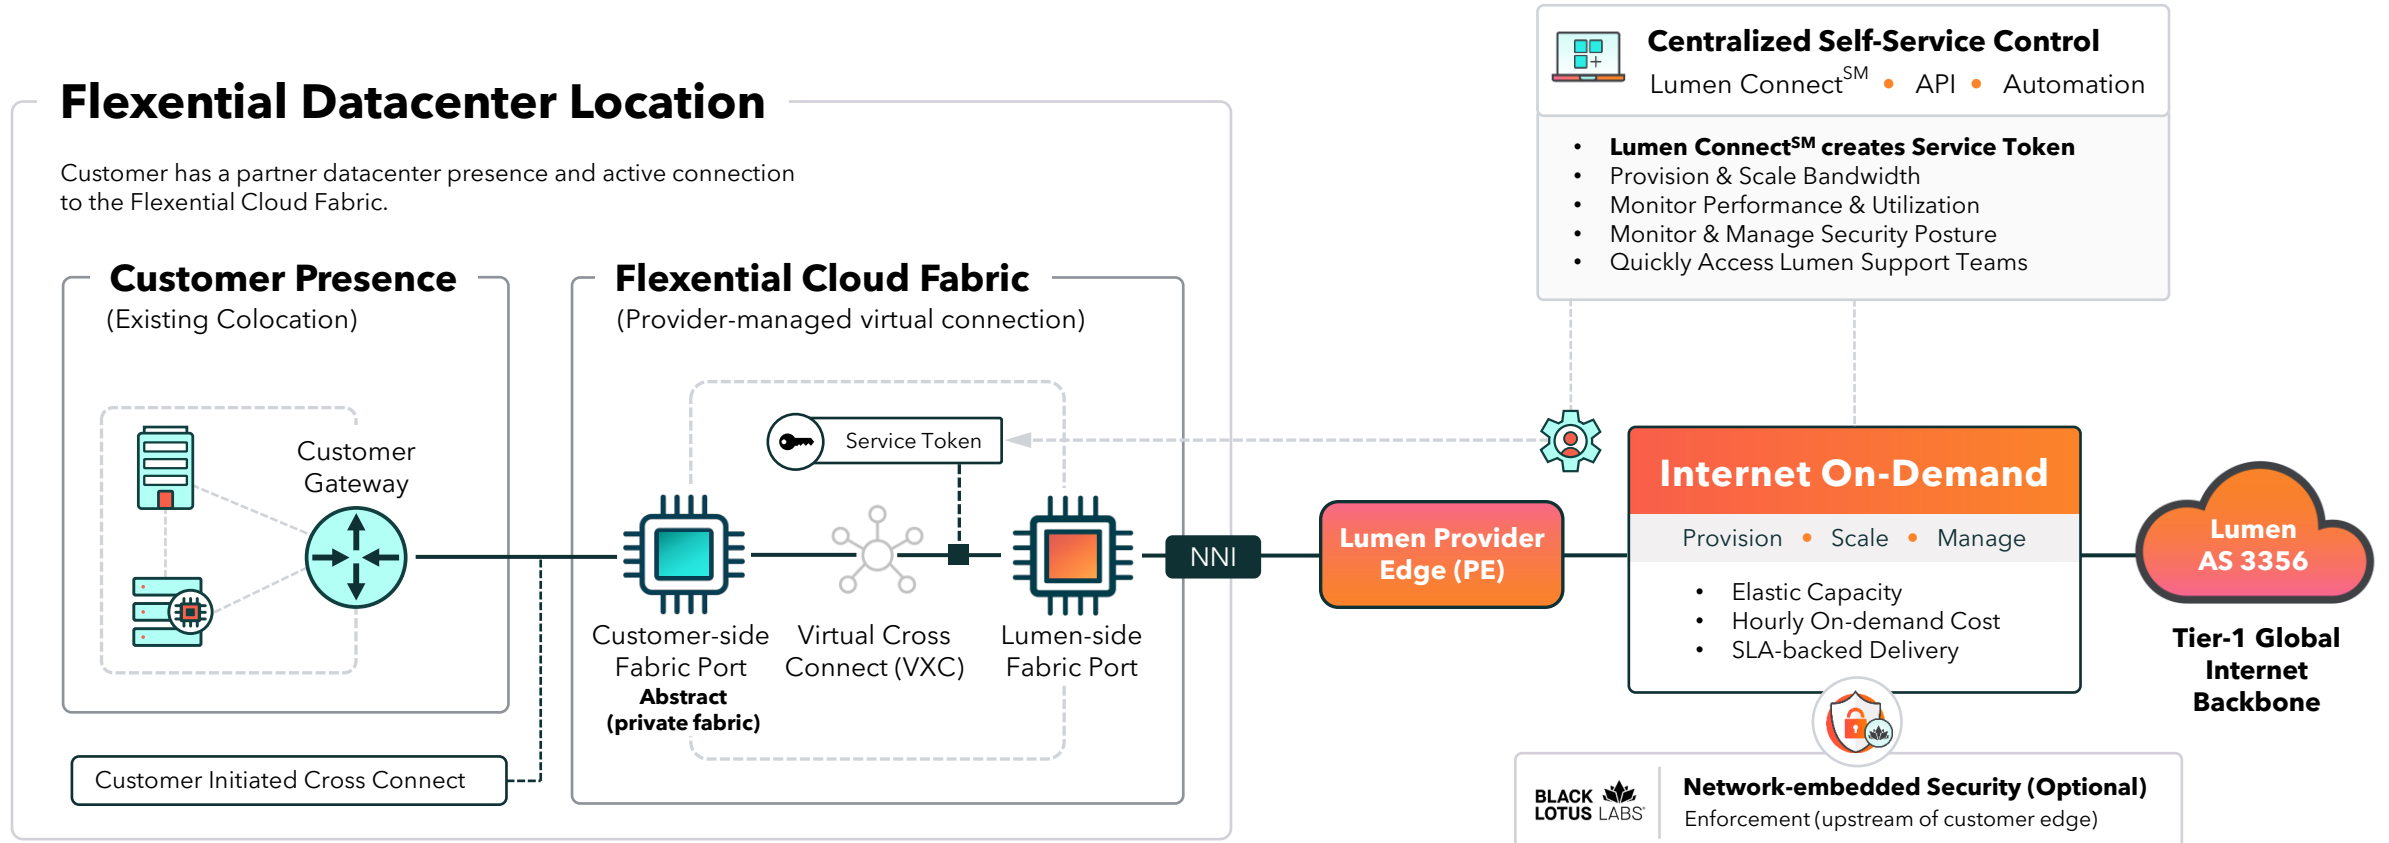 Flexential Datacenter Location
Customer has a partner datacenter presence and active connection
to the Flexential Cloud Fabric.
Customer Presence
(Existing Colocation)
Customer
Gateway
Customer Initiated Cross Connect
Flexential Cloud Fabric
(Provider-managed virtual connection)
Service Token
Customer-side
Fabric Port
Abstract
(private fabric)
Virtual Cross
Connect (VXC)
Lumen-side
Fabric Port
NNI
Lumen Provider
Edge (PE)
Centralized Self-Service Control
Lumen Connect℠ • API • Automation
• Lumen Connect℠ creates Service Token
• Provision & Scale Bandwidth
• Monitor Performance & Utilization
• Monitor & Manage Security Posture
• Quickly Access Lumen Support Teams
Internet On-Demand
Provision • Scale • Manage
• Elastic Capacity
• Hourly On-demand Cost
• SLA-backed Delivery
Lumen
AS 3356
Tier-1 Global
Internet
Backbone
BLACK
LOTUS LABS
Network-embedded Security (Optional)
Enforcement (upstream of customer edge)